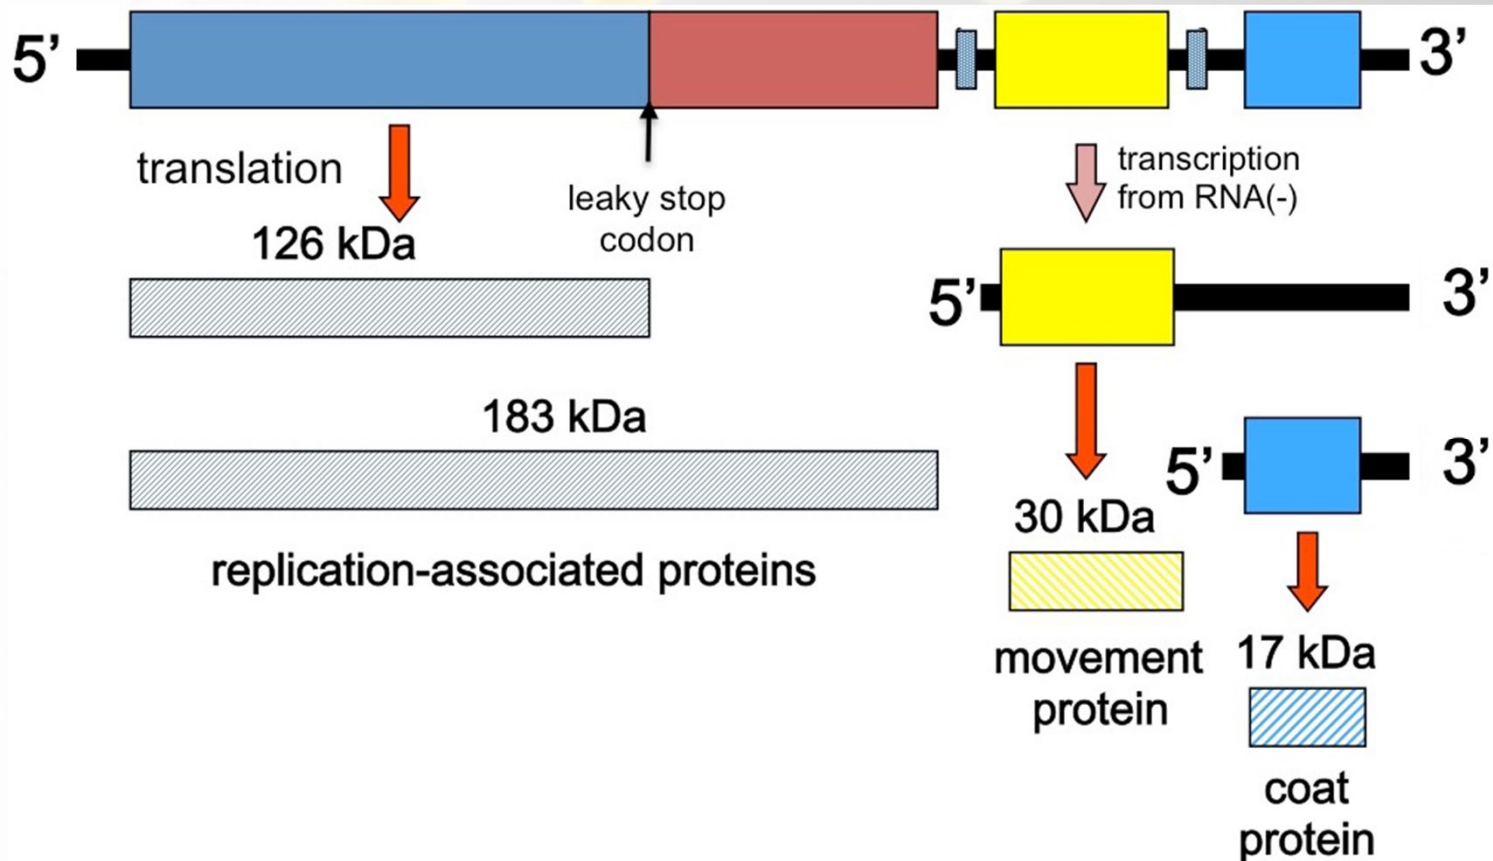 5’
3’
translation
126 kDa
leaky stop
codon
transcription
from RNA(-)
5’
3’
183 kDa
replication-associated proteins
30 kDa
movement
protein
5’
3’
17 kDa
coat
protein